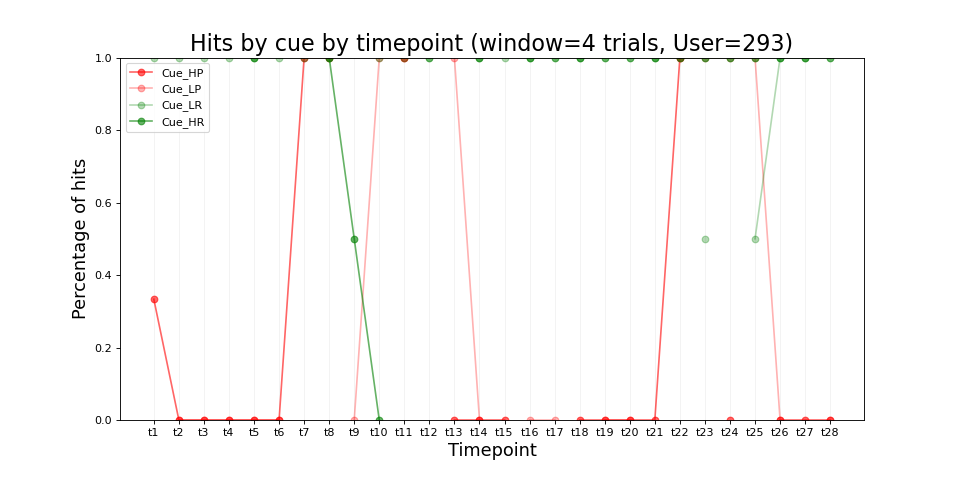 Hits by cue by timepoint (window=4 trials, User=293)
1.0
0.8
0.6
0.4
0.2
0.0
Percentage of hits
Cue_HP
Cue_LP
Cue_LR
Cue_HR
t1 t2 t3 t4 t5 t6 t7 t8 t9 t10 t11 t12 t13 t14 t15 t16 t17 t18 t19 t20 t21 t22 t23 t24 t25 t26 t27 t28
Timepoint